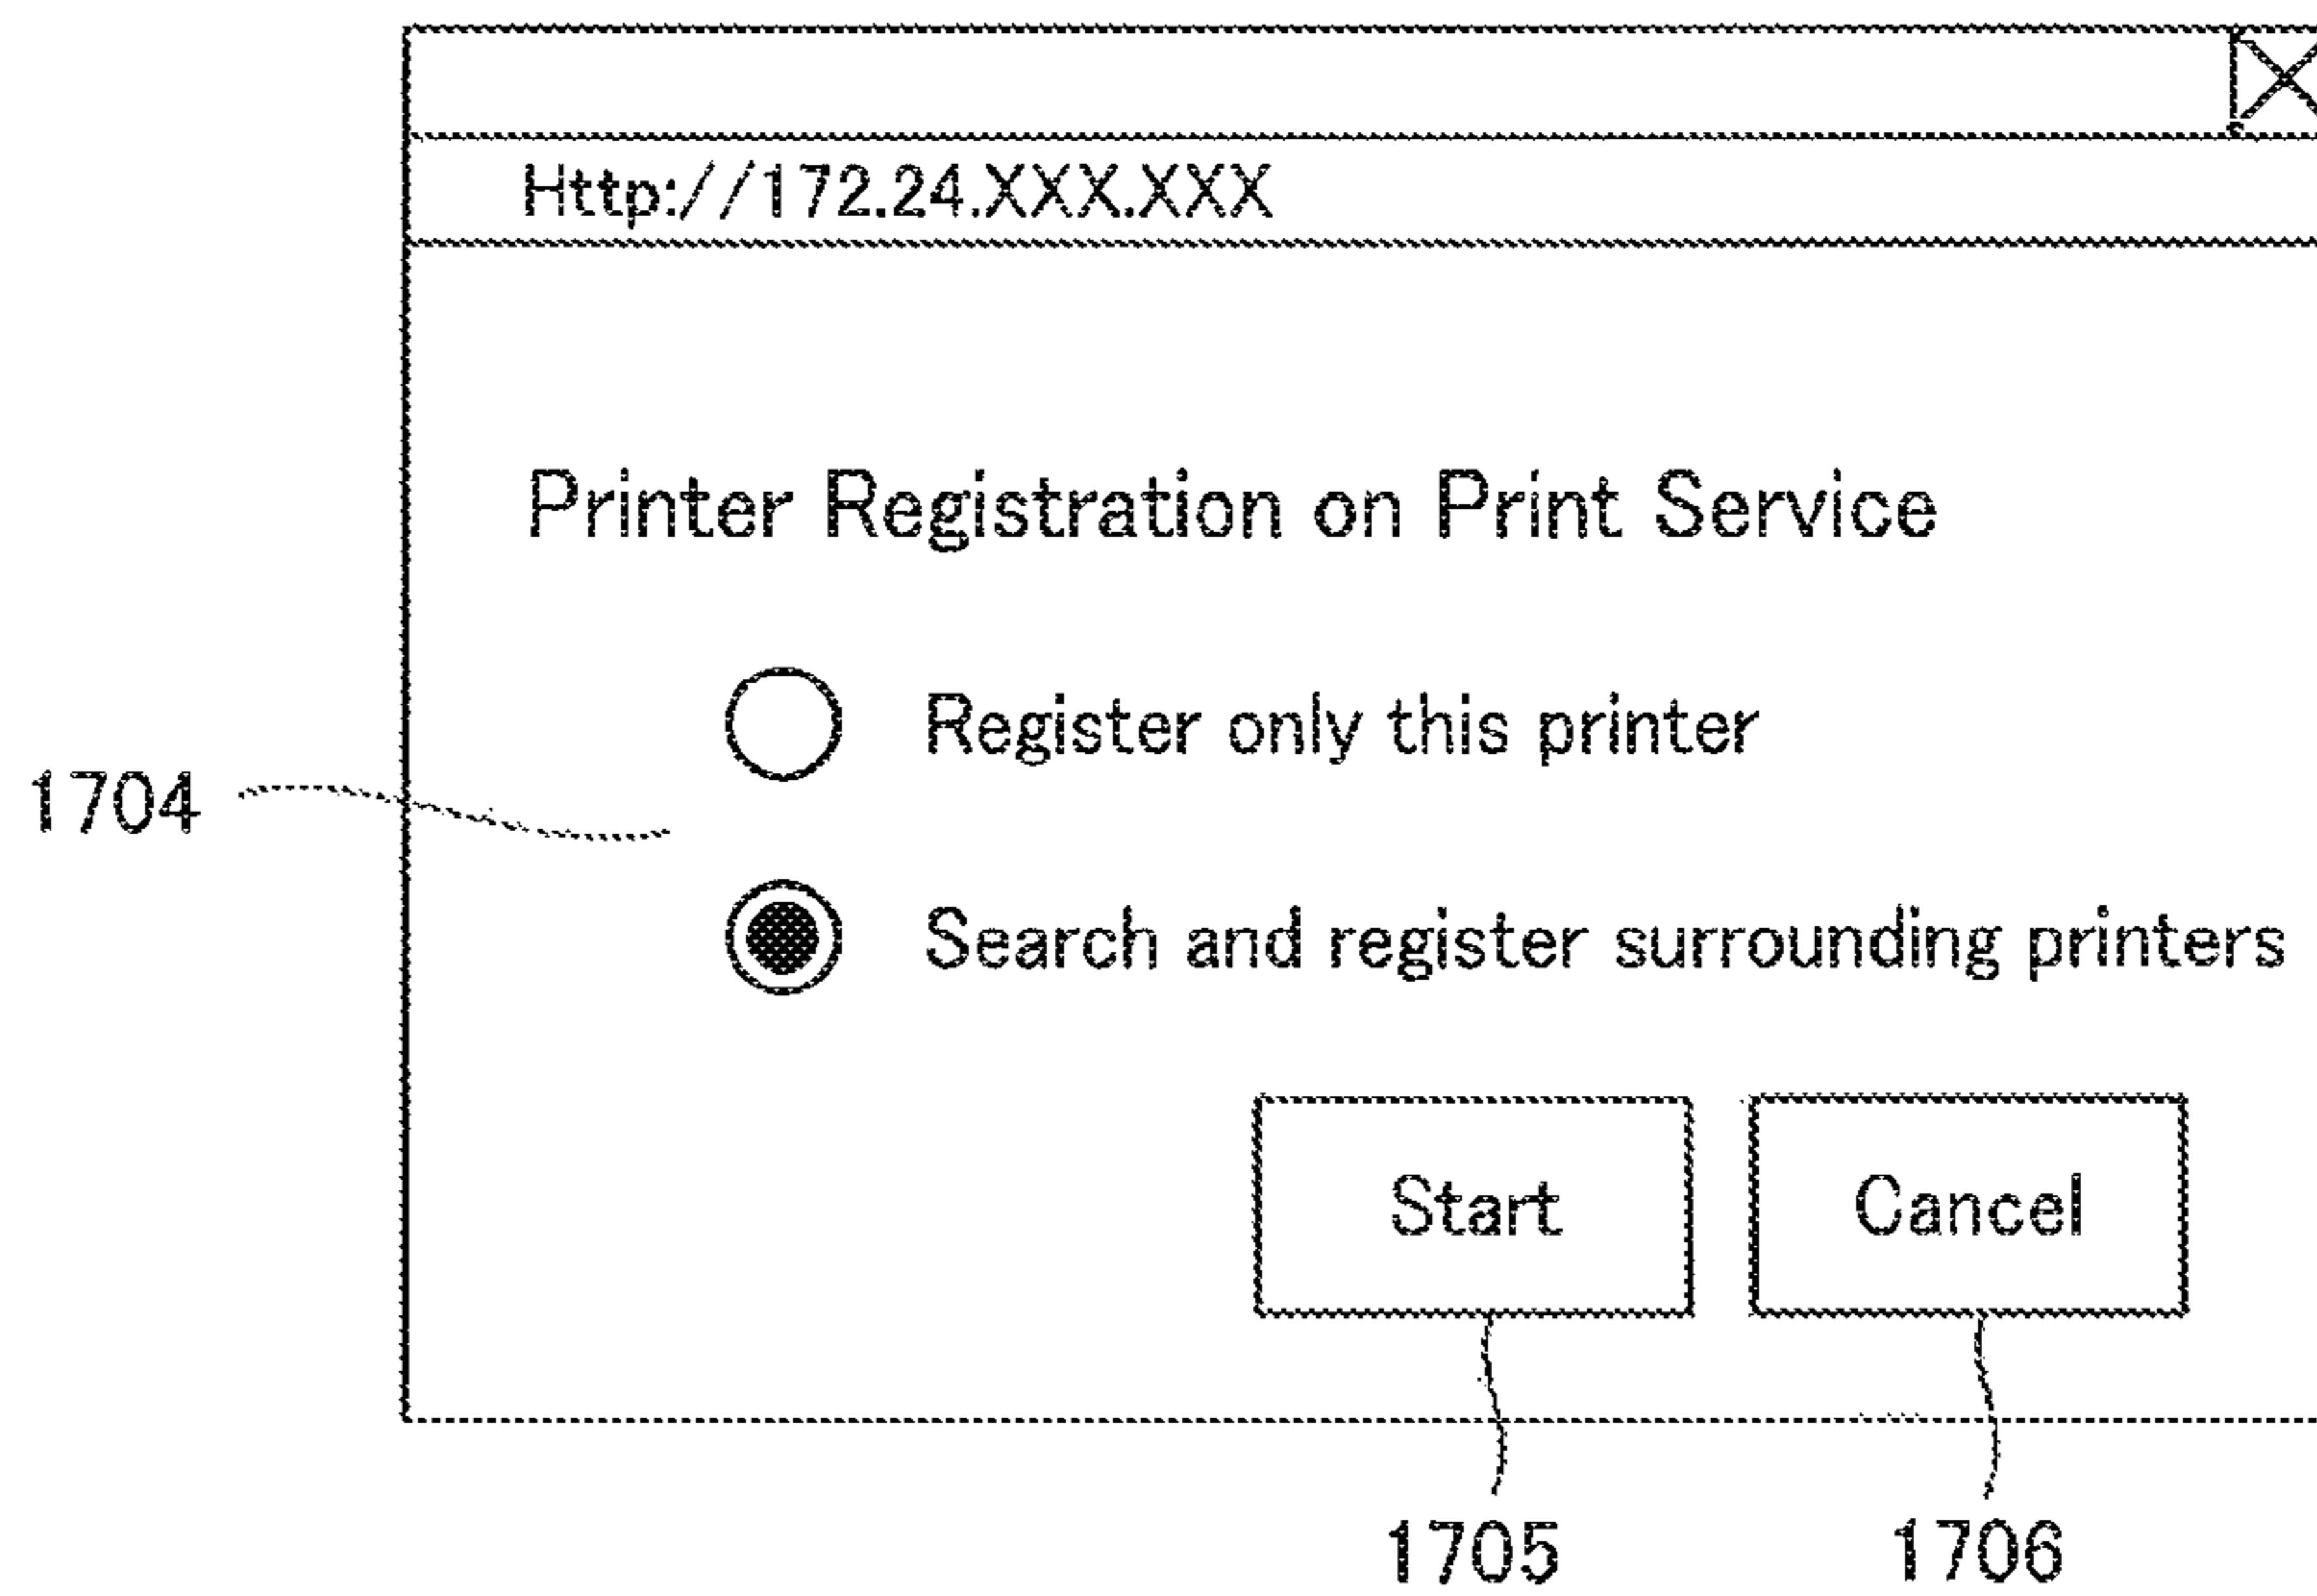 Http://172.24.XXX.XXX
Printer Registration on Print Service
Register only this printer
1704
Search and register surrounding printers
Start
Cancel
1705
1706